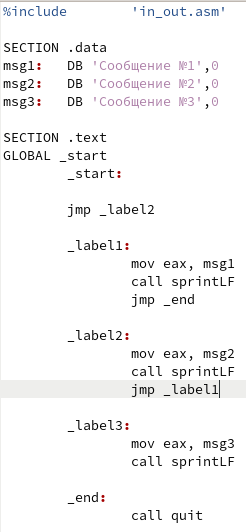 %include 'in_out.asm'
SECTION .data
msg1: DB 'Сообщение №1',0
msg2: DB 'Сообщение №2',0
msg3: DB 'Сообщение №3',0
SECTION .text
GLOBAL _start
_start:
jmp _label2
_label1:
mov eax, msg1
call sprintLF
jmp _end
_label2:
mov eax, msg2
call sprintLF
jmp _label1
_label3:
mov eax, msg3
call sprintLF
_end:
call quit